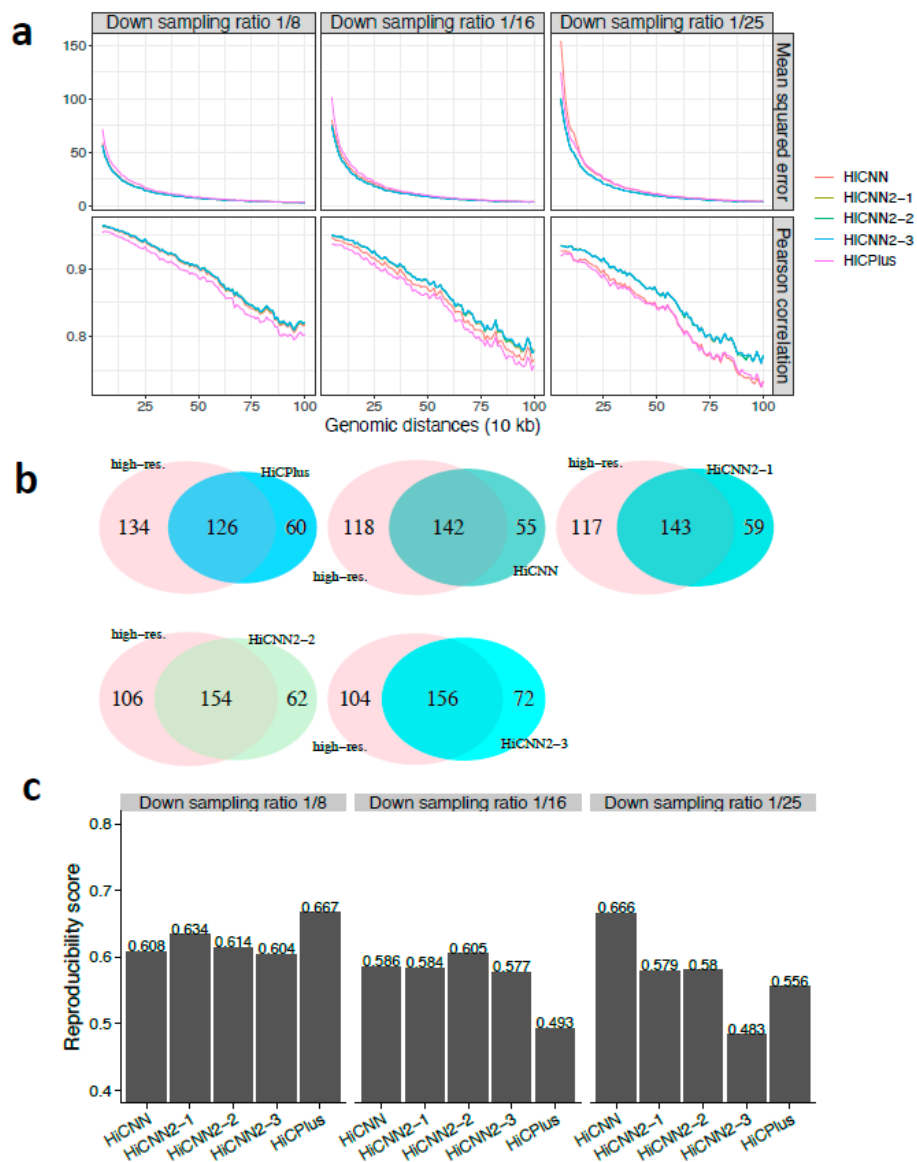 a
Down sampling ratio 1/8 Down sampling ratio 1/16 Down sampling ratio 1/25
150
100
50
0
Mean squared error
0.9
0.8
Pearson correlation
25 50 75 100 25 50 75 100 25 50 75 100
Genomic distances (10 kb)
HiCNN
HiCNN2-1
HiCNN2-2
HiCNN2-3
HiCPlus
b
high-res. HiCPlus
134 126 60
118 142 55
high-res. HiCNN
high-res. HiCNN2-1
117 143 59
high-res. HiCNN2-2
106 154 62
104 156 72
high-res. HiCNN2-3
c
Down sampling ratio 1/8 Down sampling ratio 1/16 Down sampling ratio 1/25
Reproducibility score
0.8
0.7
0.6
0.5
0.4
0.608 0.634 0.614 0.604 0.667
0.586 0.584 0.605 0.577 0.493
0.666 0.579 0.58 0.483 0.556
HiCNN HiCNN2-1 HiCNN2-2 HiCNN2-3 HiCPlus
HiCNN HiCNN2-1 HiCNN2-2 HiCNN2-3 HiCPlus
HiCNN HiCNN2-1 HiCNN2-2 HiCNN2-3 HiCPlus